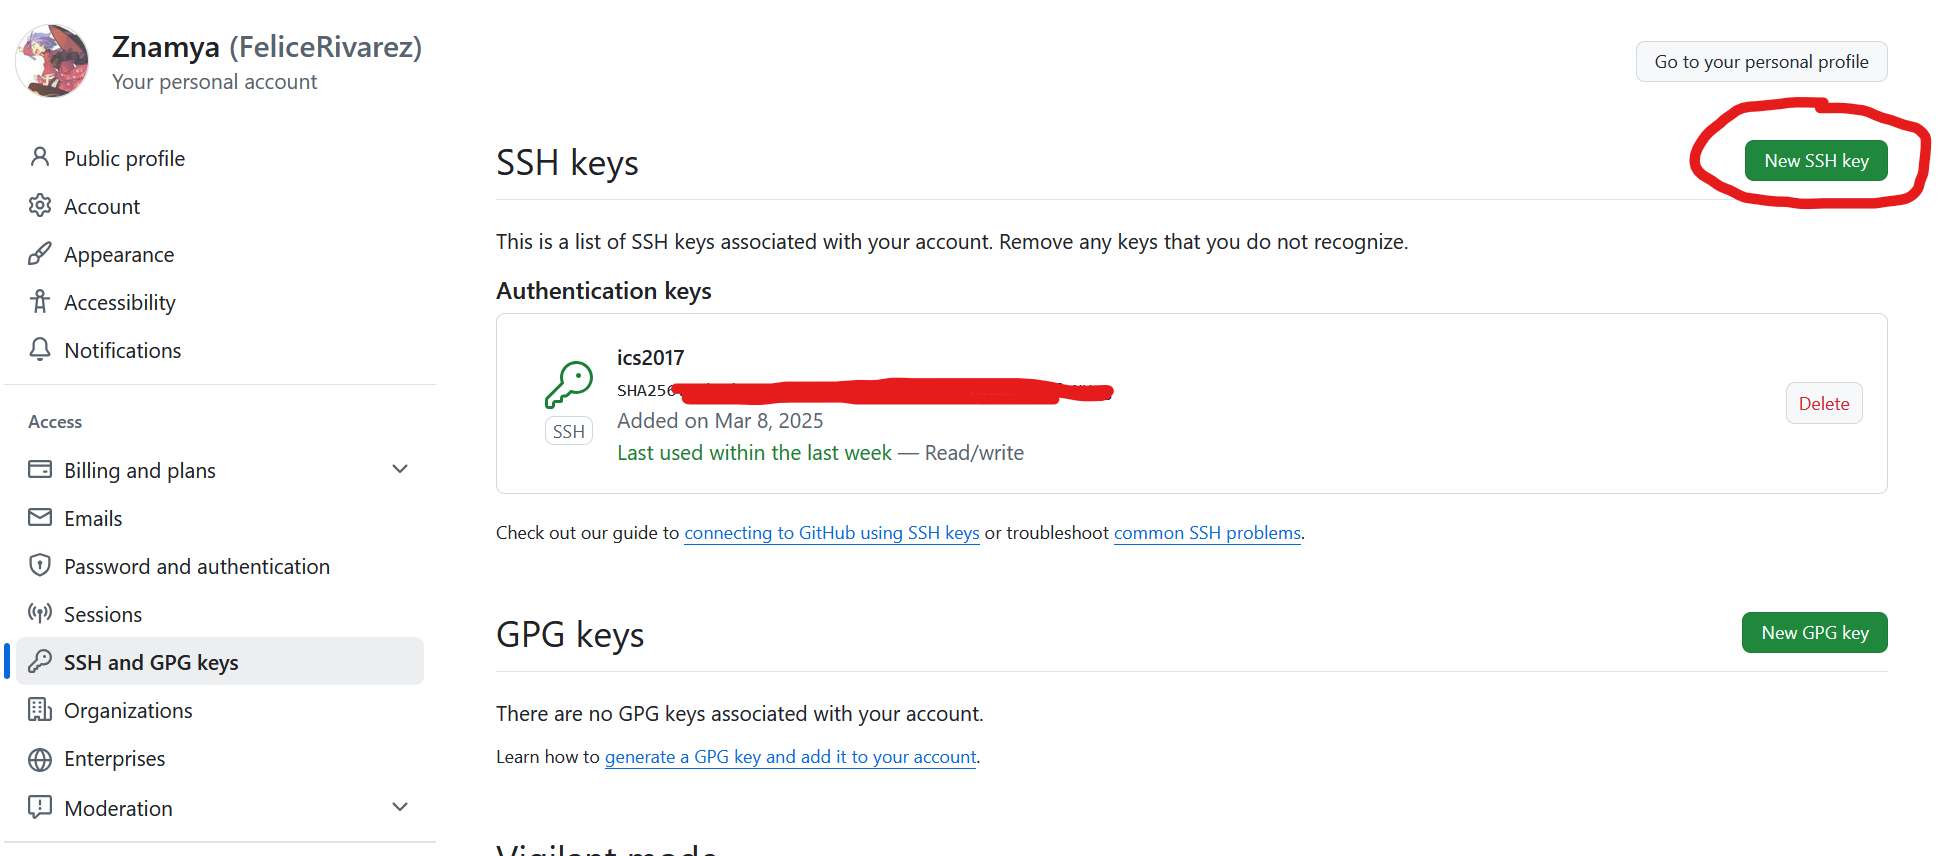 Znamya (FeliceRivarez)
Your personal account
Go to your personal profile
Public profile
Account
Appearance
Accessibility
Notifications
Access
Billing and plans
Emails
Password and authentication
Sessions
SSH and GPG keys
Organizations
Enterprises
Moderation
SSH keys
New SSH key
This is a list of SSH keys associated with your account. Remove any keys that you do not recognize.
Authentication keys
ics2017
SHA256
SSH
Added on Mar 8, 2025
Last used within the last week — Read/write
Delete
Check out our guide to connecting to GitHub using SSH keys or troubleshoot common SSH problems.
GPG keys
New GPG key
There are no GPG keys associated with your account.
Learn how to generate a GPG key and add it to your account.
Vigilant mode